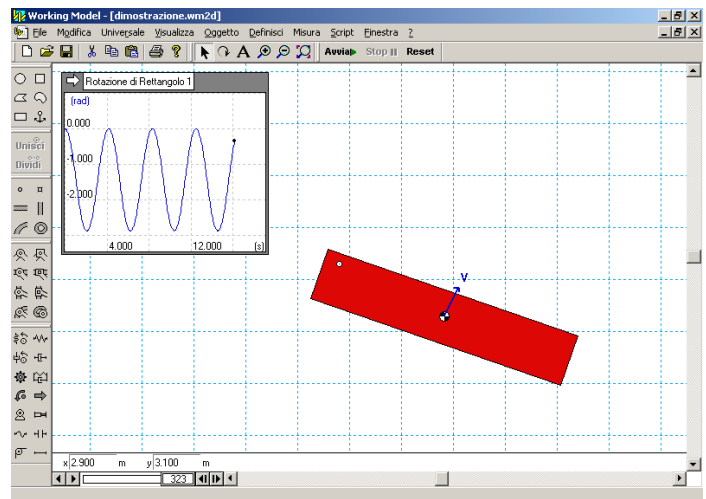 Working Model - [dimostrazione.wm2d]
File Modifica Universale Visualizza Oggetto Definisci Misura Script Finestra ?
A Avvia Stop Reset
Rotazione di Rettangolo 1
(rad)
0.000
-1.000
-2.000
4.000 12.000 (s)
Unisci
Dividi
V
x 2.900 m y 3.100 m
323